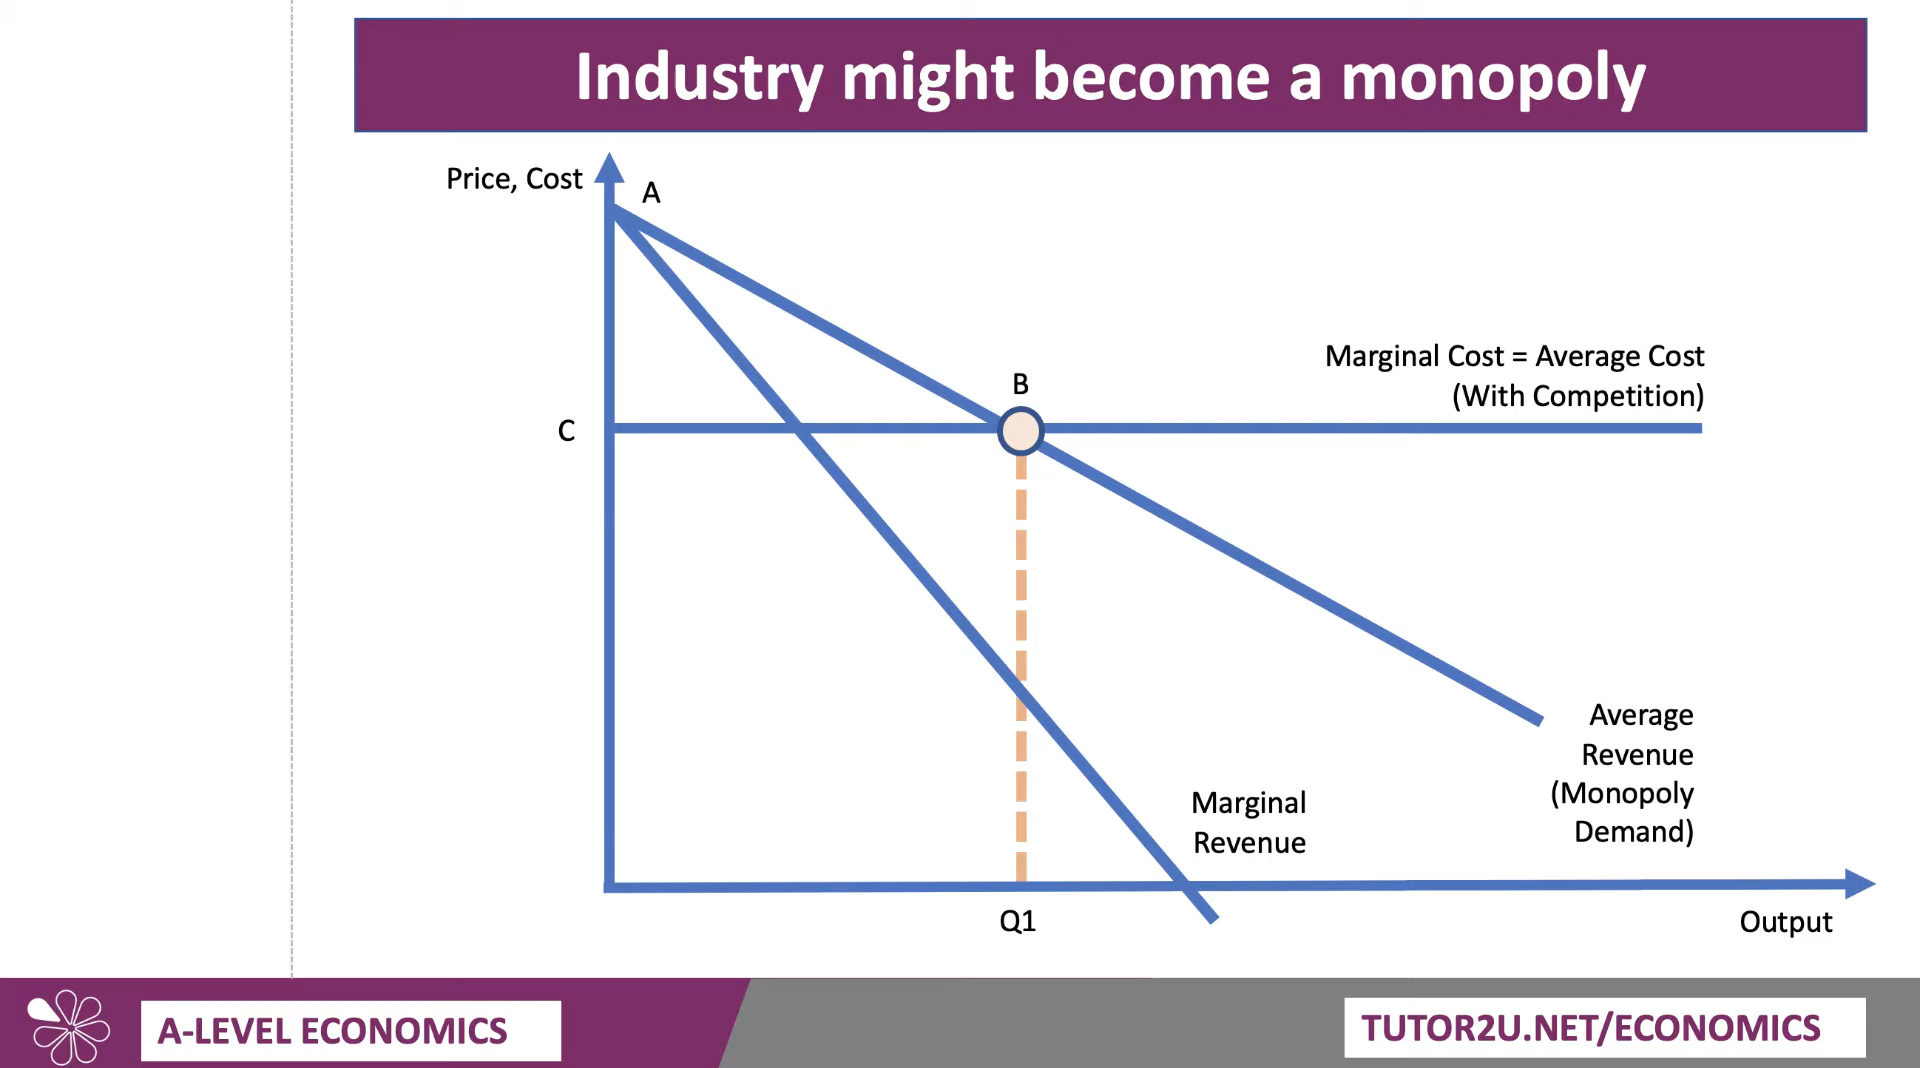 Industry might become a monopoly
Price, Cost
A
Marginal Cost = Average Cost
(With Competition)
B
C
Average
Revenue
(Monopoly
Demand)
Marginal
Revenue
Q1
Output
A-LEVEL ECONOMICS
TUTOR2U.NET/ECONOMICS